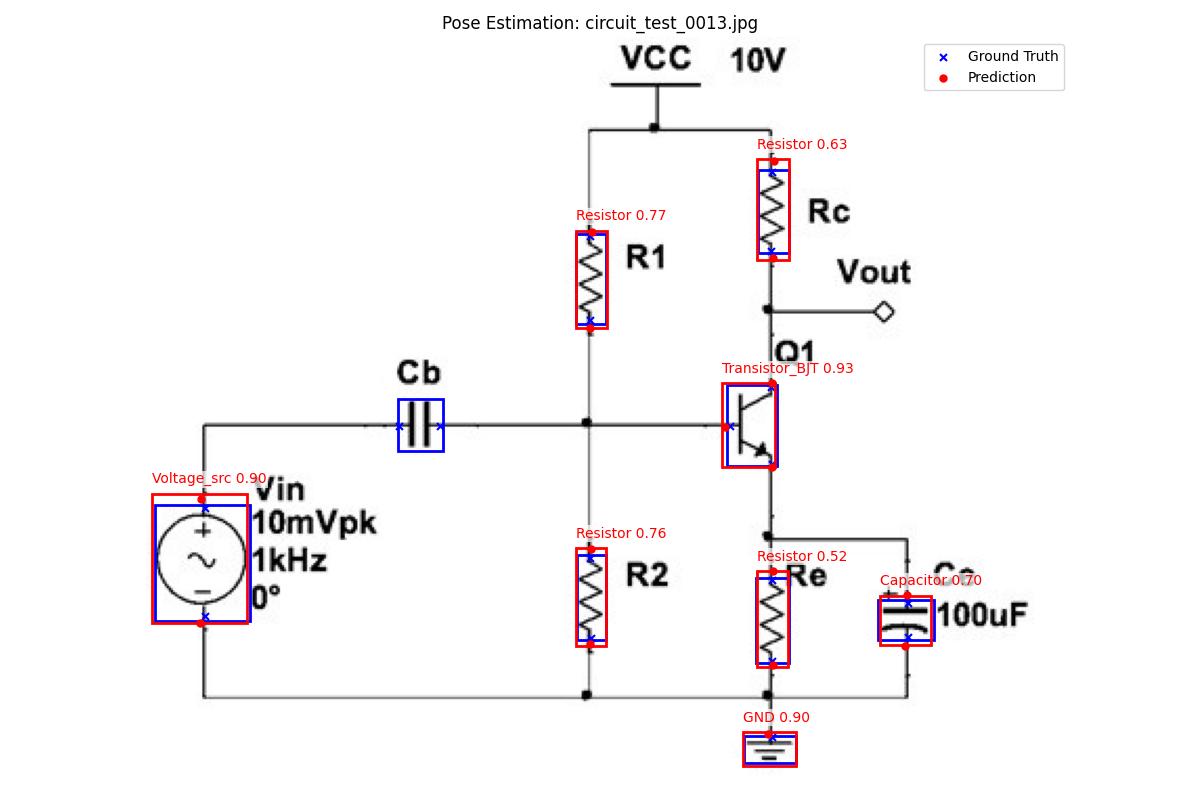 Pose Estimation: circuit_test_0013.jpg
VCC 10V
Ground Truth
Prediction
Resistor 0.63
Rc
Resistor 0.77
R1
Vout
Q1
Transistor_BJT 0.93
Cb
Voltage_src 0.90
Vin
10mVpk
1kHz
0°
+
−
Resistor 0.76
R2
Resistor 0.52
Re
Capacitor 0.70
+
100uF
GND 0.90